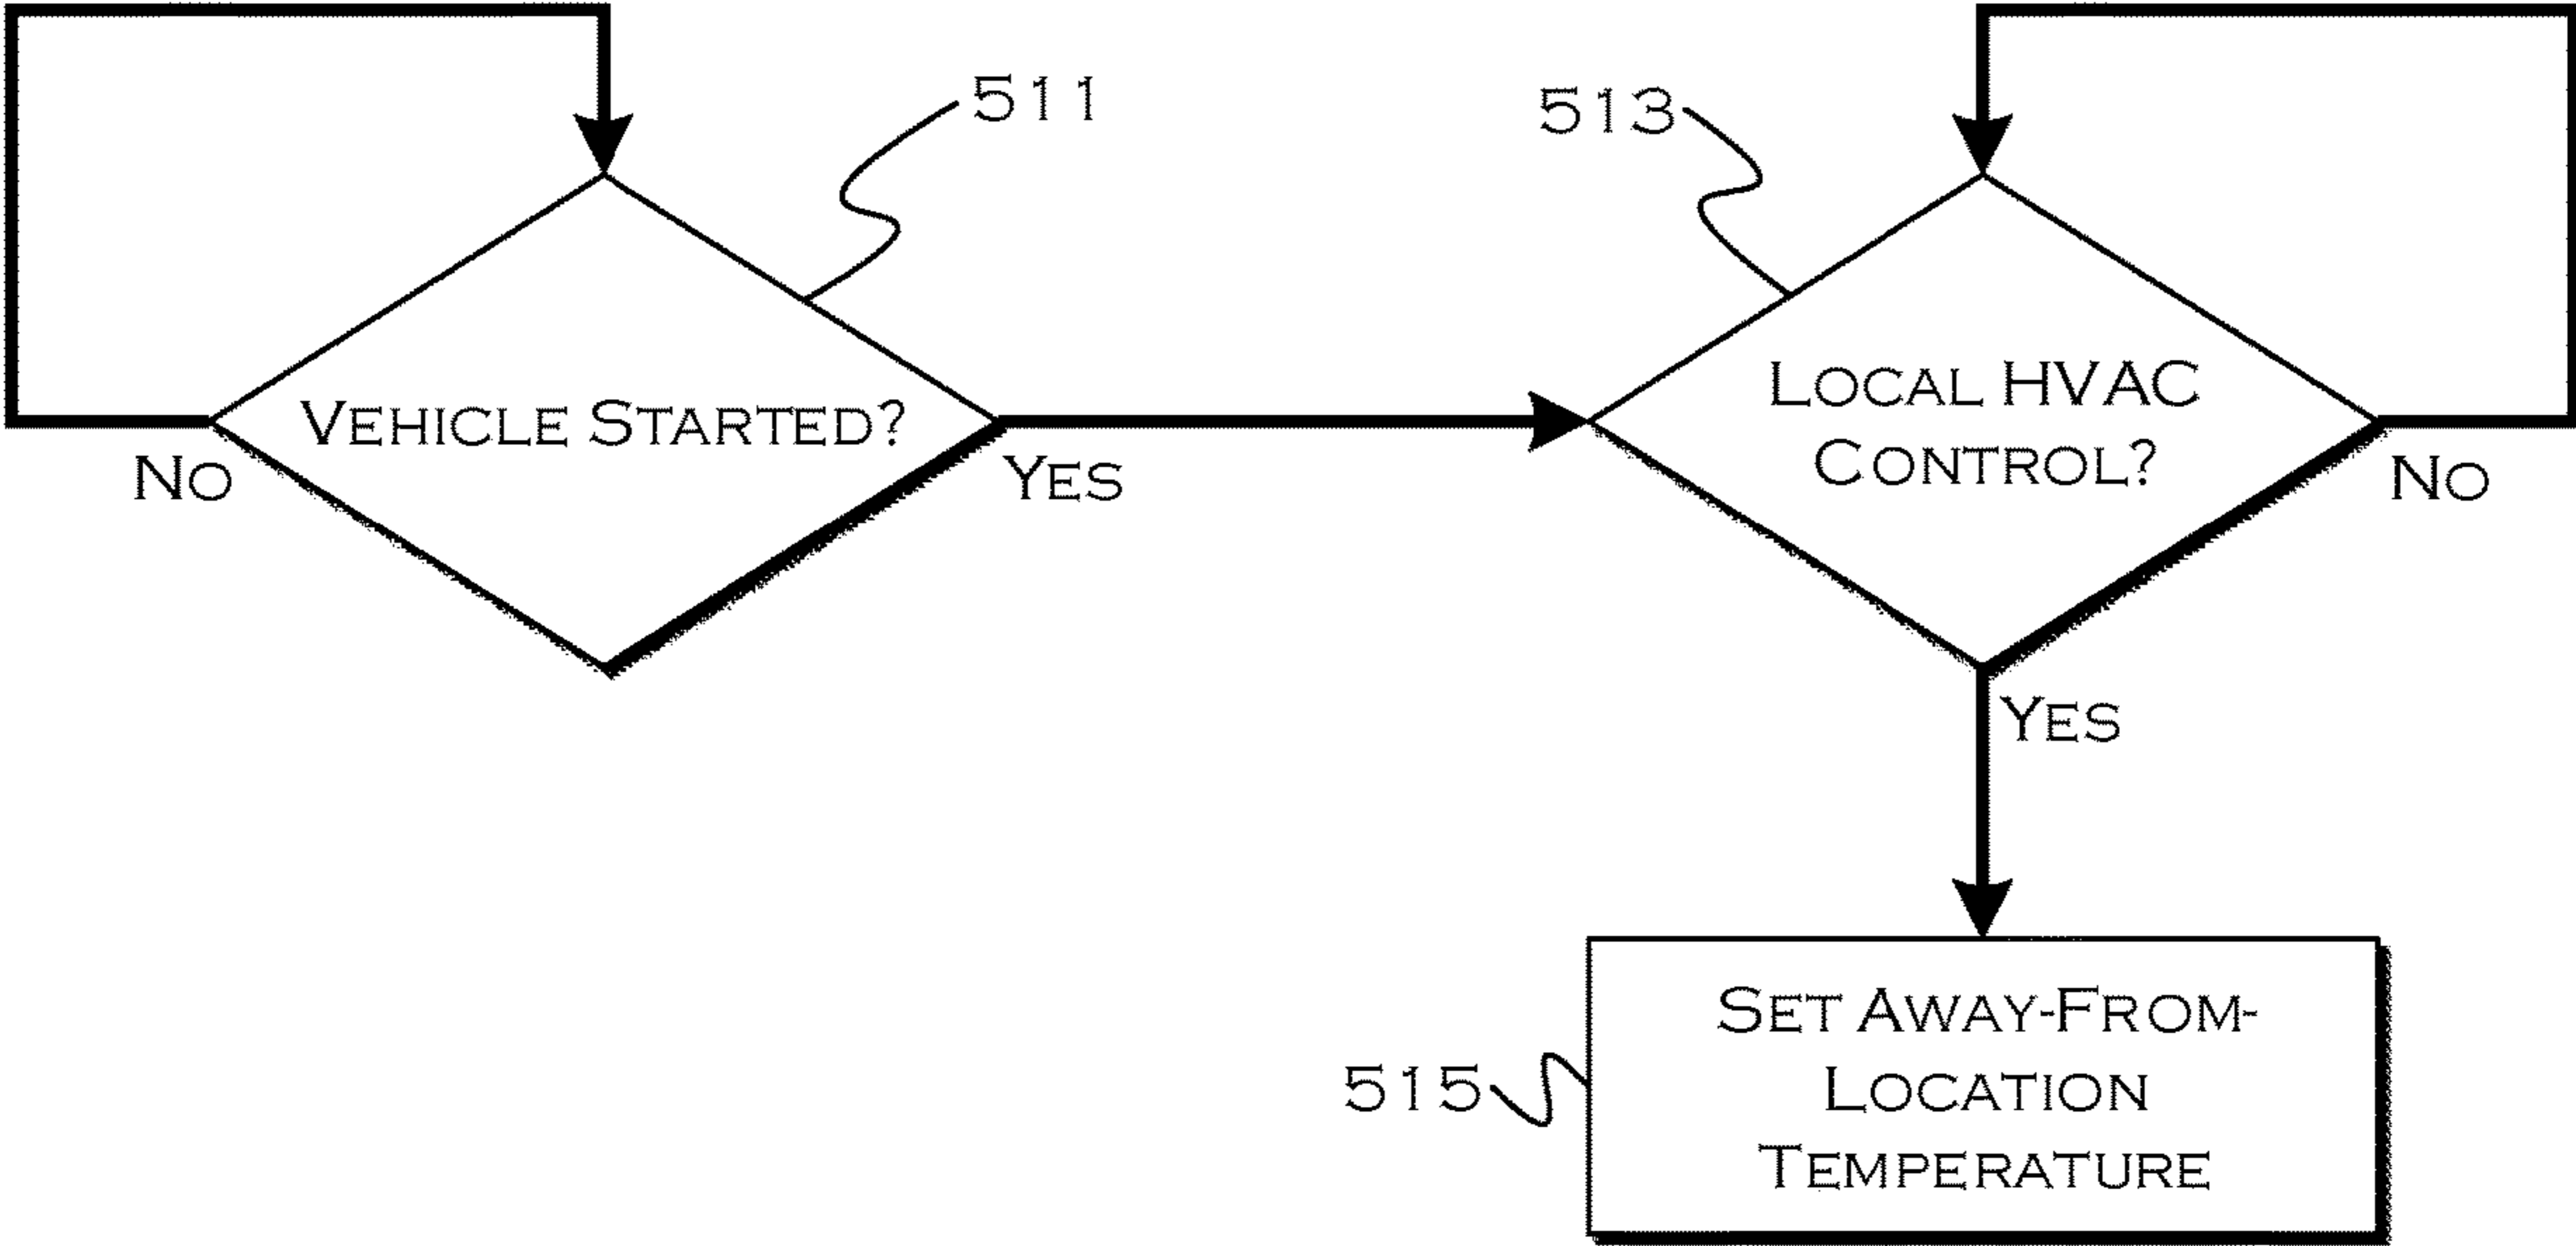 511
513
VEHICLE STARTED?
NO
YES
LOCAL HVAC
CONTROL?
NO
YES
SET AWAY-FROM-
LOCATION
TEMPERATURE
515